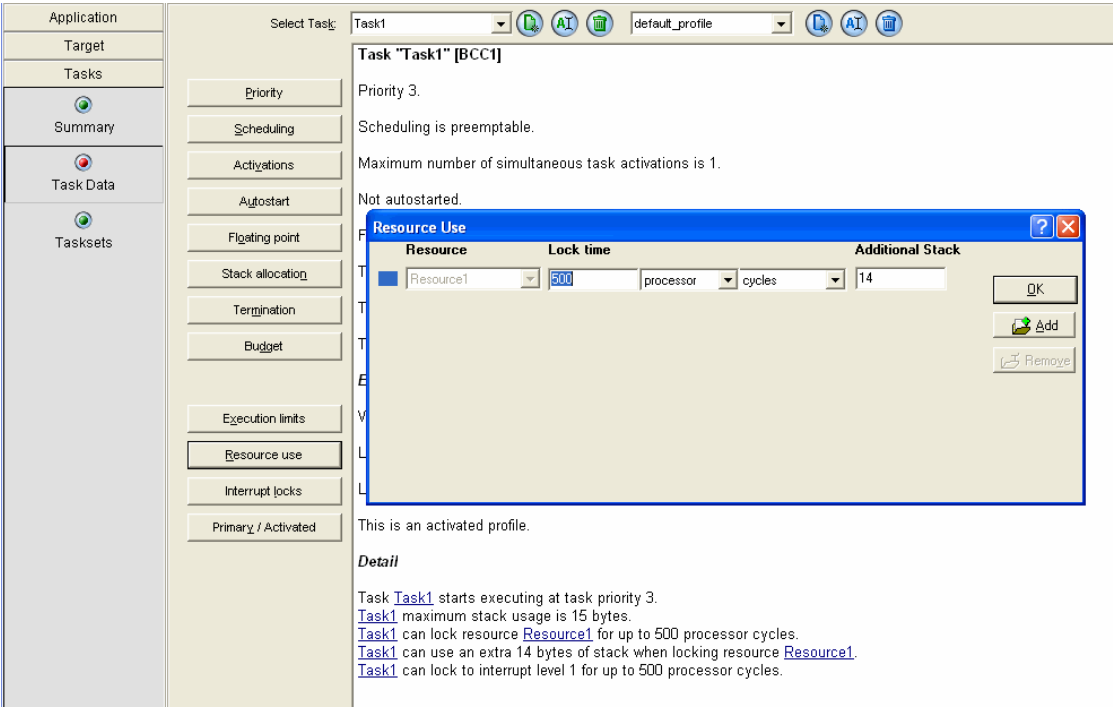 Application
Target
Tasks
Summary
Task Data
Tasksets
Select Task: Task1 default_profile
Priority
Scheduling
Activations
Autostart
Floating point
Stack allocation
Termination
Budget
Execution limits
Resource use
Interrupt locks
Primary / Activated
Task "Task1" [BCC1]
Priority 3.
Scheduling is preemptable.
Maximum number of simultaneous task activations is 1.
Not autostarted.
F
T
T
T
E
V
L
L
Resource Use
Resource Lock time Additional Stack
Resource1 500 processor cycles 14
OK
Add
Remove
This is an activated profile.
Detail
Task Task1 starts executing at task priority 3.
Task1 maximum stack usage is 15 bytes.
Task1 can lock resource Resource1 for up to 500 processor cycles.
Task1 can use an extra 14 bytes of stack when locking resource Resource1.
Task1 can lock to interrupt level 1 for up to 500 processor cycles.